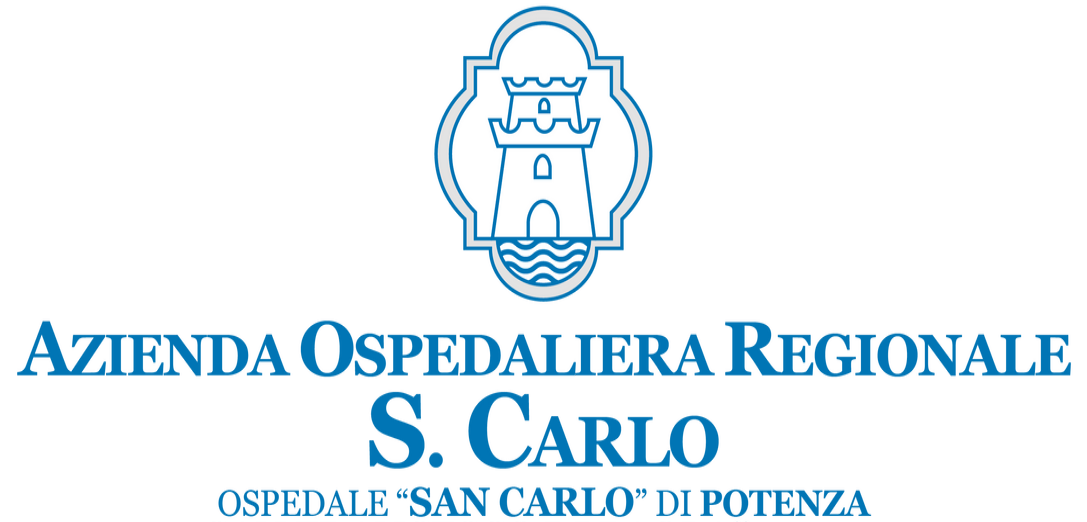 AZIENDA OSPEDALIERA REGIONALE
S. CARLO
OSPEDALE “SAN CARLO” DI POTENZA